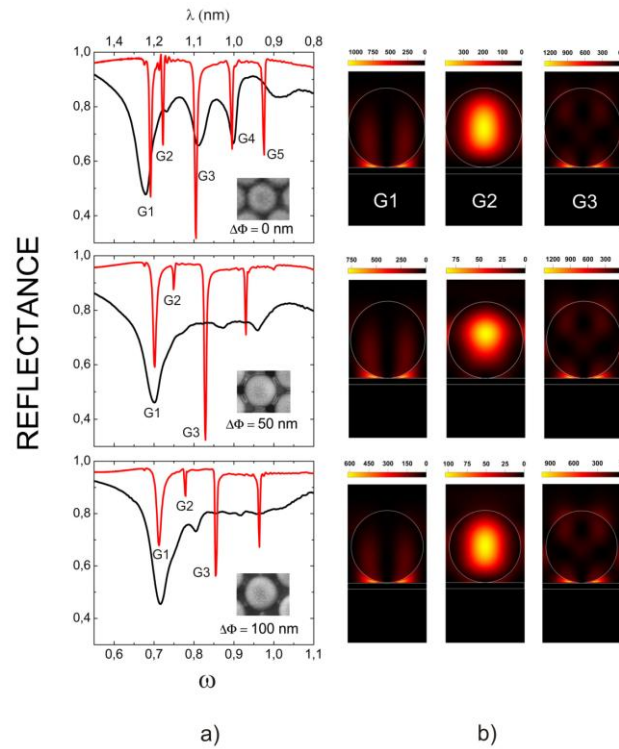 λ (nm)
1,4 1,3 1,2 1,1 1,0 0,9 0,8
REFLECTANCE
1,0
0,8
0,6
0,4
G1
G2
G3
G4
G5
ΔΦ = 0 nm
1,0
0,8
0,6
0,4
G1
G2
G3
ΔΦ = 50 nm
1,0
0,8
0,6
0,4
G1
G2
G3
ΔΦ = 100 nm
0,6 0,7 0,8 0,9 1,0 1,1
ω
a)
1000 750 500 250 0
300 200 100 0
1200 900 600 300 0
G1 G2 G3
750 500 250 0
75 50 25 0
1200 900 600 300 0
600 450 300 150 0
75 50 25 0
900 600 300 0
b)